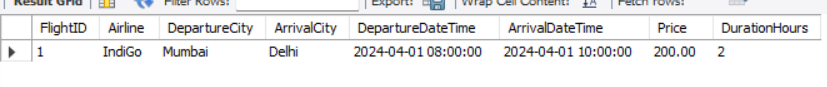 Result Grid Filter Rows: Export: Wrap Cell Content: Fetch rows:
FlightID Airline DepartureCity ArrivalCity DepartureDateTime ArrivalDateTime Price DurationHours
1 IndiGo Mumbai Delhi 2024-04-01 08:00:00 2024-04-01 10:00:00 200.00 2